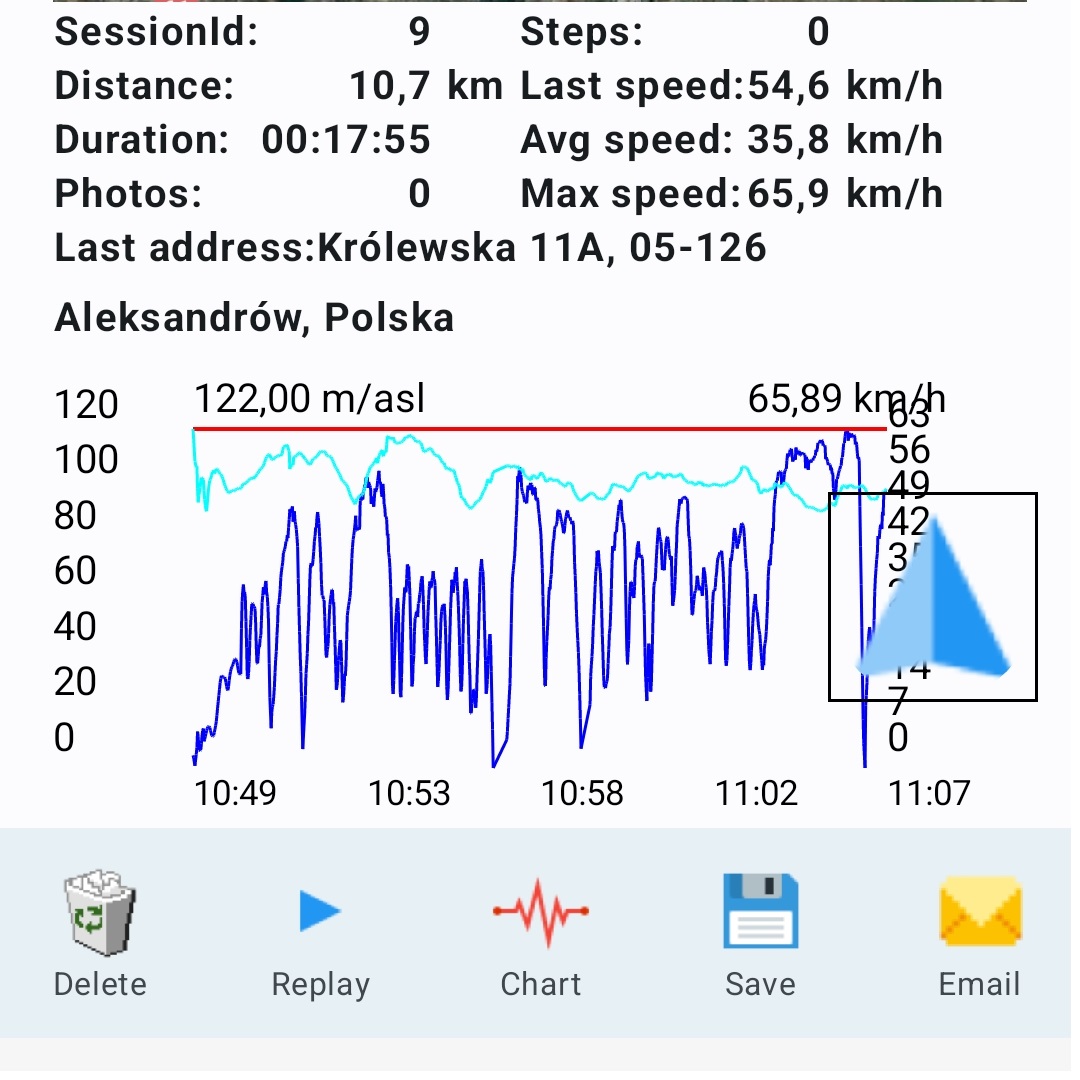 SessionId: 9 Steps: 0
Distance: 10,7 km Last speed:54,6 km/h
Duration: 00:17:55 Avg speed: 35,8 km/h
Photos: 0 Max speed:65,9 km/h
Last address:Królewska 11A, 05-126
Aleksandrów, Polska
122,00 m/asl 65,89 km/h
120
100
80
60
40
20
0
63
56
49
42
14
7
0
10:49 10:53 10:58 11:02 11:07
Delete Replay Chart Save Email